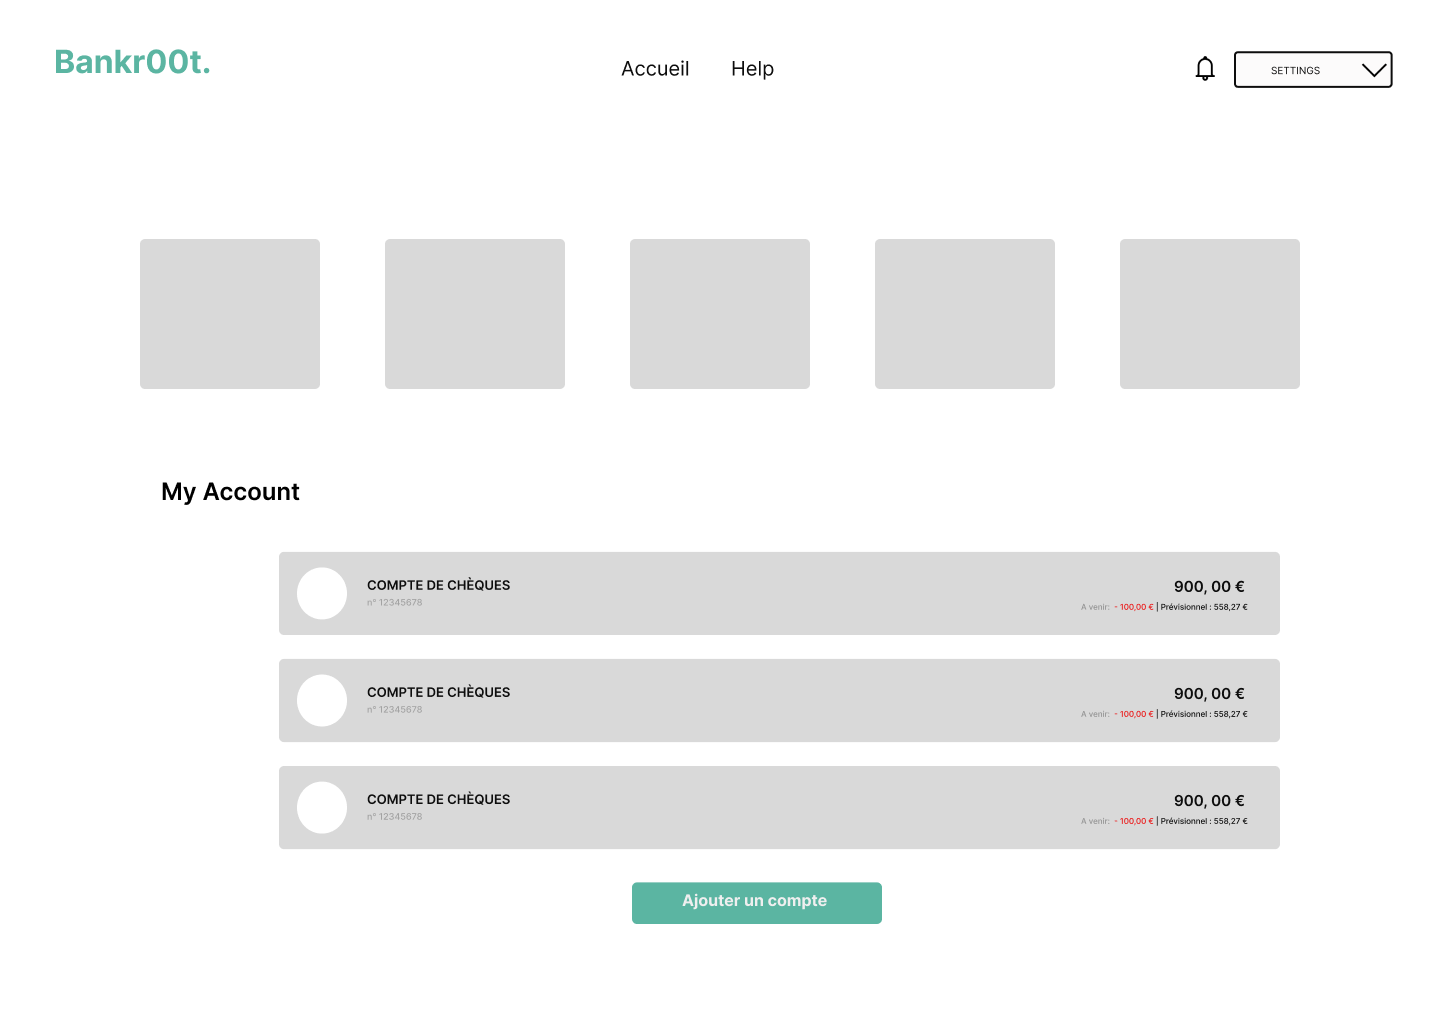 Bankr00t.
Accueil Help
SETTINGS
My Account
COMPTE DE CHÈQUES
n° 12345678
900, 00 €
A venir: - 100,00 € | Prévisionnel : 558,27 €
COMPTE DE CHÈQUES
n° 12345678
900, 00 €
A venir: - 100,00 € | Prévisionnel : 558,27 €
COMPTE DE CHÈQUES
n° 12345678
900, 00 €
A venir: - 100,00 € | Prévisionnel : 558,27 €
Ajouter un compte